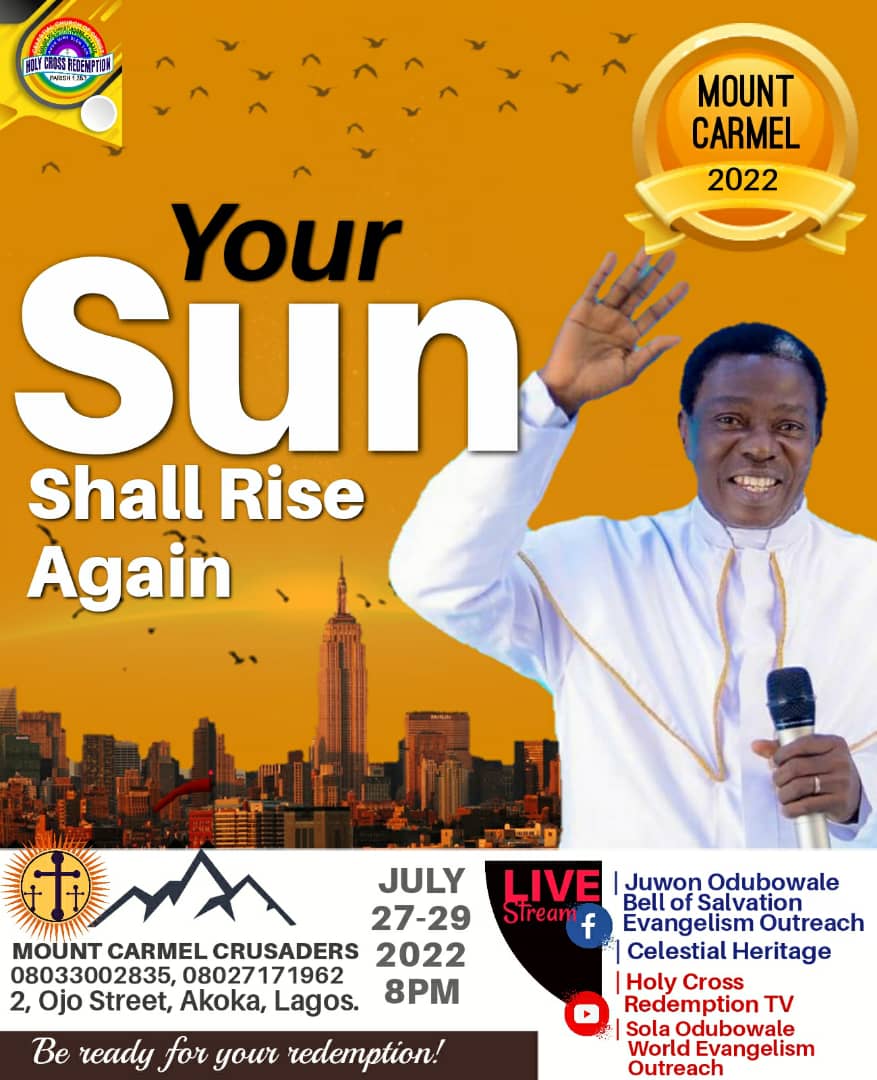 HOLY CROSS REDEMPTION
PARISH
MOUNT
CARMEL
2022
Your
Sun
Shall Rise
Again
MOUNT CARMEL CRUSADERS
08033002835, 08027171962
2, Ojo Street, Akoka, Lagos.
JULY
27-29
2022
8PM
LIVE
Stream
Juwon Odubowale
Bell of Salvation
Evangelism Outreach
Celestial Heritage
Holy Cross
Redemption TV
Sola Odubowale
World Evangelism
Outreach
Be ready for your redemption!